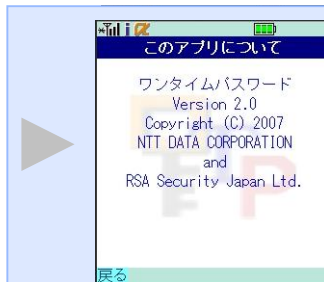 このアプリについて
ワンタイムパスワード
Version 2.0
Copyright (C) 2007
NTT DATA CORPORATION
and
RSA Security Japan Ltd.
戻る